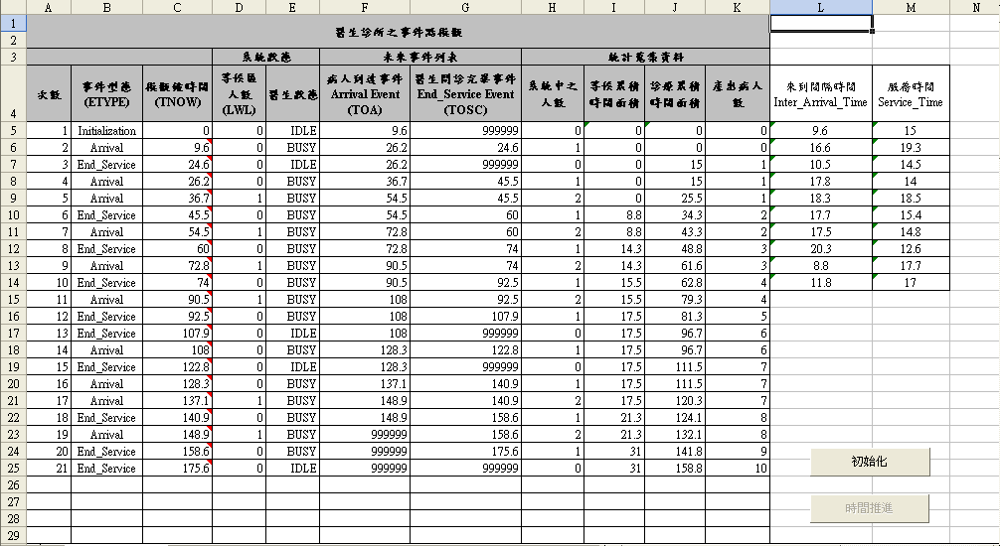 A B C D E F G H I J K L M N
1 醫生診所之事件點模擬
2
3 系統狀態 未來事件列表 統計蒐集資料
4 次數 事件型態 (ETYPE) 模擬鐘時間 (TNOW) 等候區人數 (LWL) 醫生狀態 病人到達事件 Arrival Event (TOA) 醫生問診完畢事件 End_Service Event (TOSC) 系統中之人數 等候累積時間面積 診療累積時間面積 產出病人數 來到間隔時間 Inter_Arrival_Time 服務時間 Service_Time
5 1 Initialization 0 0 IDLE 9.6 999999 0 0 0 0 9.6 15
6 2 Arrival 9.6 0 BUSY 26.2 24.6 1 0 0 0 16.6 19.3
7 3 End_Service 24.6 0 IDLE 26.2 999999 0 0 15 1 10.5 14.5
8 4 Arrival 26.2 0 BUSY 36.7 45.5 1 0 15 1 17.8 14
9 5 Arrival 36.7 1 BUSY 54.5 45.5 2 0 25.5 1 18.3 18.5
10 6 End_Service 45.5 0 BUSY 54.5 60 1 8.8 34.3 2 17.7 15.4
11 7 Arrival 54.5 1 BUSY 72.8 60 2 8.8 43.3 2 17.5 14.8
12 8 End_Service 60 0 BUSY 72.8 74 1 14.3 48.8 3 20.3 12.6
13 9 Arrival 72.8 1 BUSY 90.5 74 2 14.3 61.6 3 8.8 17.7
14 10 End_Service 74 0 BUSY 90.5 92.5 1 15.5 62.8 4 11.8 17
15 11 Arrival 90.5 1 BUSY 108 92.5 2 15.5 79.3 4
16 12 End_Service 92.5 0 BUSY 108 107.9 1 17.5 81.3 5
17 13 End_Service 107.9 0 IDLE 108 999999 0 17.5 96.7 6
18 14 Arrival 108 0 BUSY 128.3 122.8 1 17.5 96.7 6
19 15 End_Service 122.8 0 IDLE 128.3 999999 0 17.5 111.5 7
20 16 Arrival 128.3 0 BUSY 137.1 140.9 1 17.5 111.5 7
21 17 Arrival 137.1 1 BUSY 148.9 140.9 2 17.5 120.3 7
22 18 End_Service 140.9 0 BUSY 148.9 158.6 1 21.3 124.1 8
23 19 Arrival 148.9 1 BUSY 999999 158.6 2 21.3 132.1 8
24 20 End_Service 158.6 0 BUSY 999999 175.6 1 31 141.8 9
25 21 End_Service 175.6 0 IDLE 999999 999999 0 31 158.8 10
初始化
26
27
時間推進
28
29